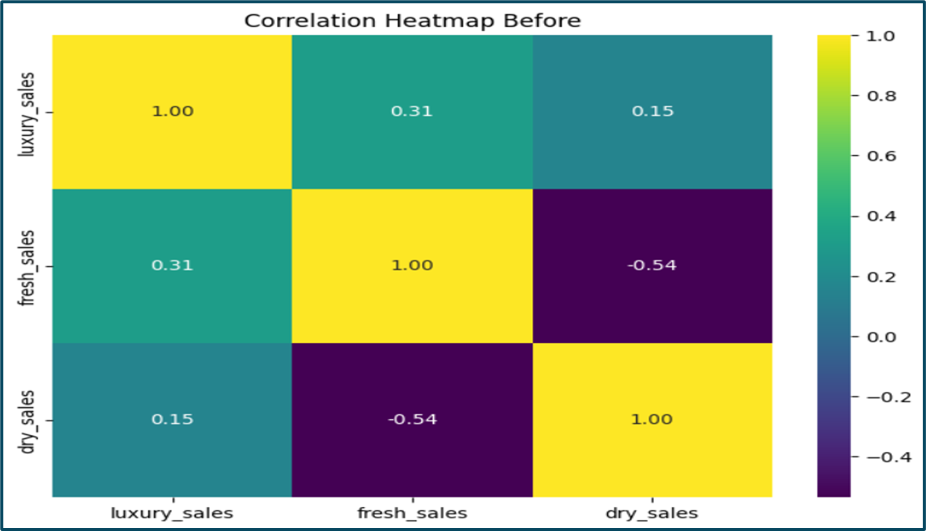 Correlation Heatmap Before
luxury_sales
1.00
0.31
0.15
fresh_sales
0.31
1.00
-0.54
dry_sales
0.15
-0.54
1.00
luxury_sales
fresh_sales
dry_sales
1.0
0.8
0.6
0.4
0.2
0.0
−0.2
−0.4